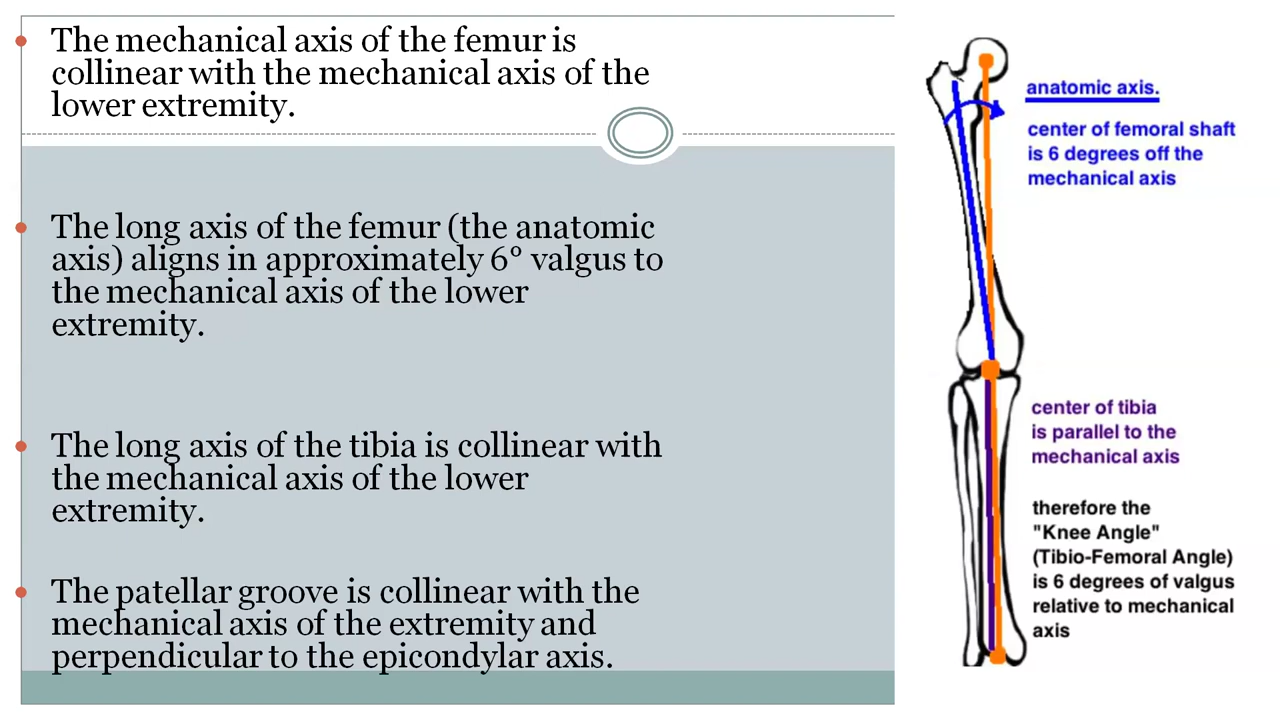 The mechanical axis of the femur is
collinear with the mechanical axis of the
lower extremity.
The long axis of the femur (the anatomic
axis) aligns in approximately 6° valgus to
the mechanical axis of the lower
extremity.
The long axis of the tibia is collinear with
the mechanical axis of the lower
extremity.
The patellar groove is collinear with the
mechanical axis of the extremity and
perpendicular to the epicondylar axis.
anatomic axis.
center of femoral shaft
is 6 degrees off the
mechanical axis
center of tibia
is parallel to the
mechanical axis
therefore the
"Knee Angle"
(Tibio-Femoral Angle)
is 6 degrees of valgus
relative to mechanical
axis